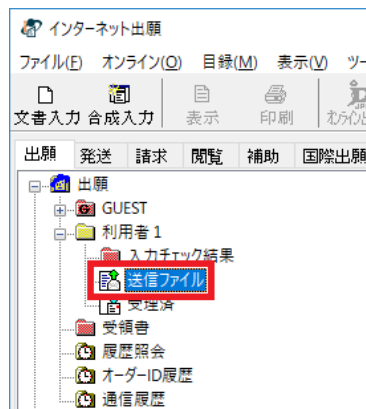 インターネット出願
ファイル(F) オンライン(O) 目録(M) 表示(V) ツー
文書入力 合成入力 表示 印刷
出願 発送 請求 閲覧 補助 国際出願
出願
GUEST
利用者1
入力チェック結果
送信ファイル
受理済
受領書
履歴照会
オーダーID履歴
通信履歴